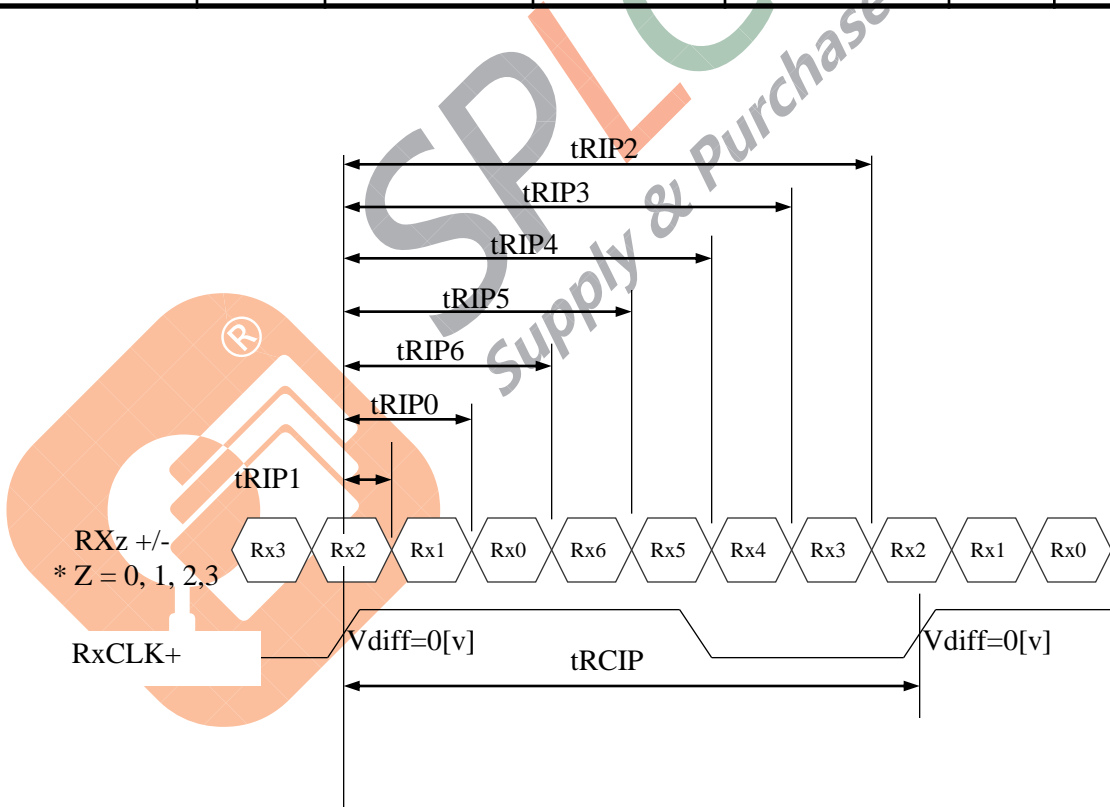 SPLC
Supply & Purchase
®
tRIP2
tRIP3
tRIP4
tRIP5
tRIP6
tRIP0
tRIP1
RXz +/-
* Z = 0, 1, 2,3
Rx3 Rx2 Rx1 Rx0 Rx6 Rx5 Rx4 Rx3 Rx2 Rx1 Rx0
RxCLK+
Vdiff=0[v] Vdiff=0[v]
tRCIP